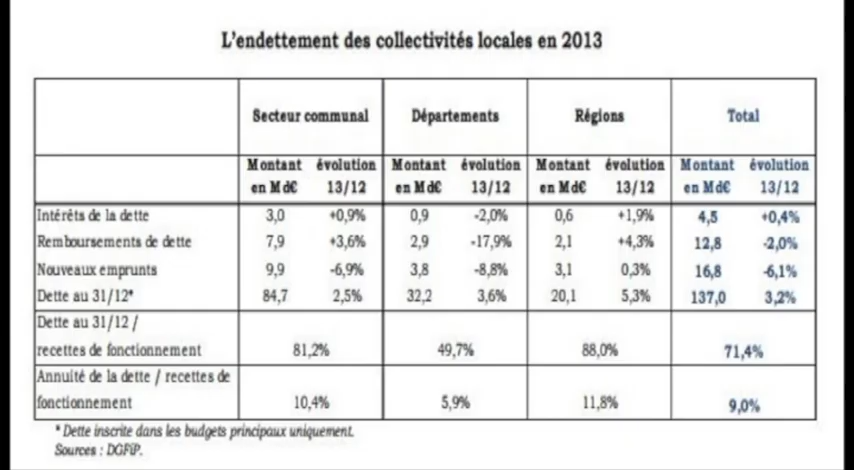 L'endettement des collectivités locales en 2013
Secteur communal Départements Régions Total
Montant évolution Montant évolution Montant évolution Montant évolution
en Md€ 13/12 en Md€ 13/12 en Md€ 13/12 en Md€ 13/12
Intérêts de la dette 3,0 +0,9% 0,9 -2,0% 0,6 +1,9% 4,5 +0,4%
Remboursements de dette 7,9 +3,6% 2,9 -17,9% 2,1 +4,3% 12,8 -2,0%
Nouveaux emprunts 9,9 -6,9% 3,8 -8,8% 3,1 0,3% 16,8 -6,1%
Dette au 31/12* 84,7 2,5% 32,2 3,6% 20,1 5,3% 137,0 3,2%
Dette au 31/12 /
recettes de fonctionnement 81,2% 49,7% 88,0% 71,4%
Annuité de la dette / recettes de
fonctionnement 10,4% 5,9% 11,8% 9,0%
* Dette inscrite dans les budgets principaux uniquement.
Sources : DGFiP.